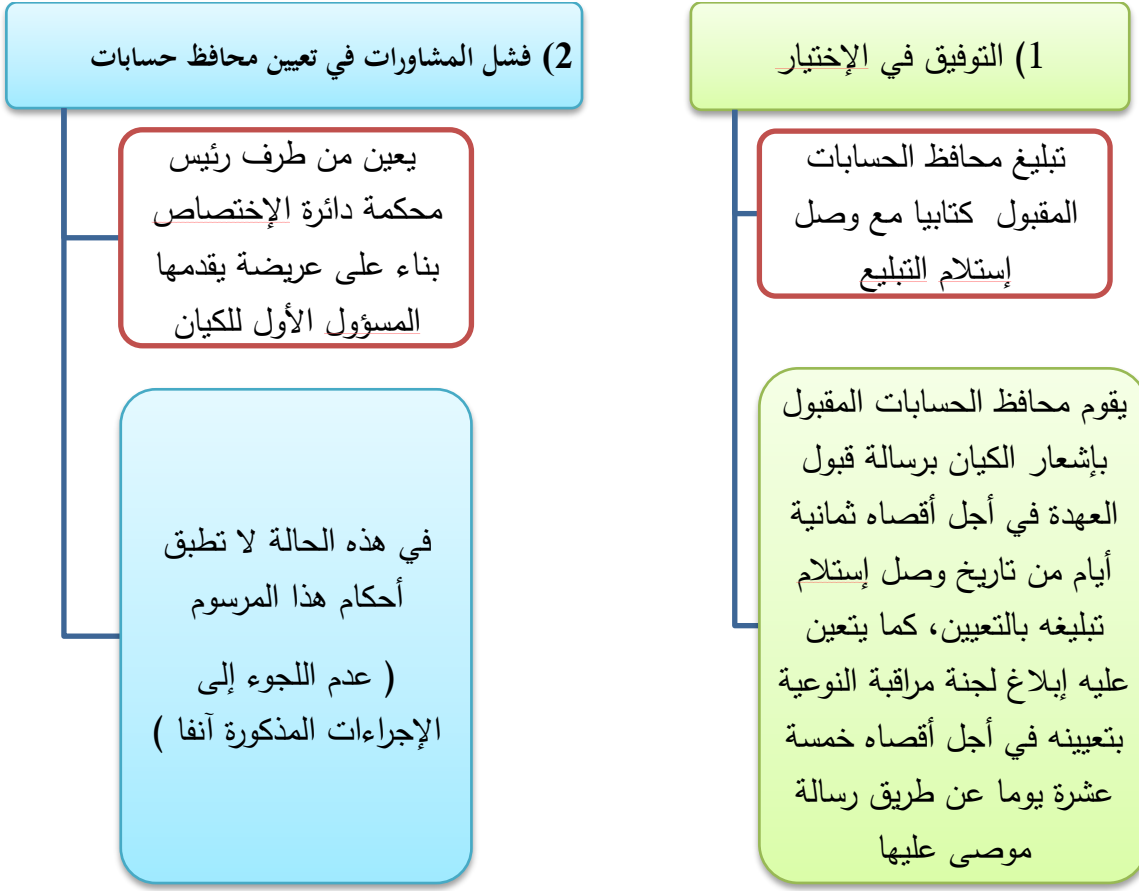 1) التوفيق في الإختيار
تبليغ محافظ الحسابات
المقبول كتابيا مع وصل
إستلام التبليع
يقوم محافظ الحسابات المقبول
بإشعار الكيان برسالة قبول
العهدة في أجل أقصاه ثمانية
أيام من تاريخ وصل إستلام
تبليغه بالتعيين، كما يتعين
عليه إبلاغ لجنة مراقبة النوعية
بتعيينه في أجل أقصاه خمسة
عشرة يوما عن طريق رسالة
موصى عليها
2) فشل المشاورات في تعيين محافظ حسابات
يعين من طرف رئيس
محكمة دائرة الإختصاص
بناء على عريضة يقدمها
المسؤول الأول للكيان
في هذه الحالة لا تطبق
أحكام هذا المرسوم
( عدم اللجوء إلى
الإجراءات المذكورة آنفا )